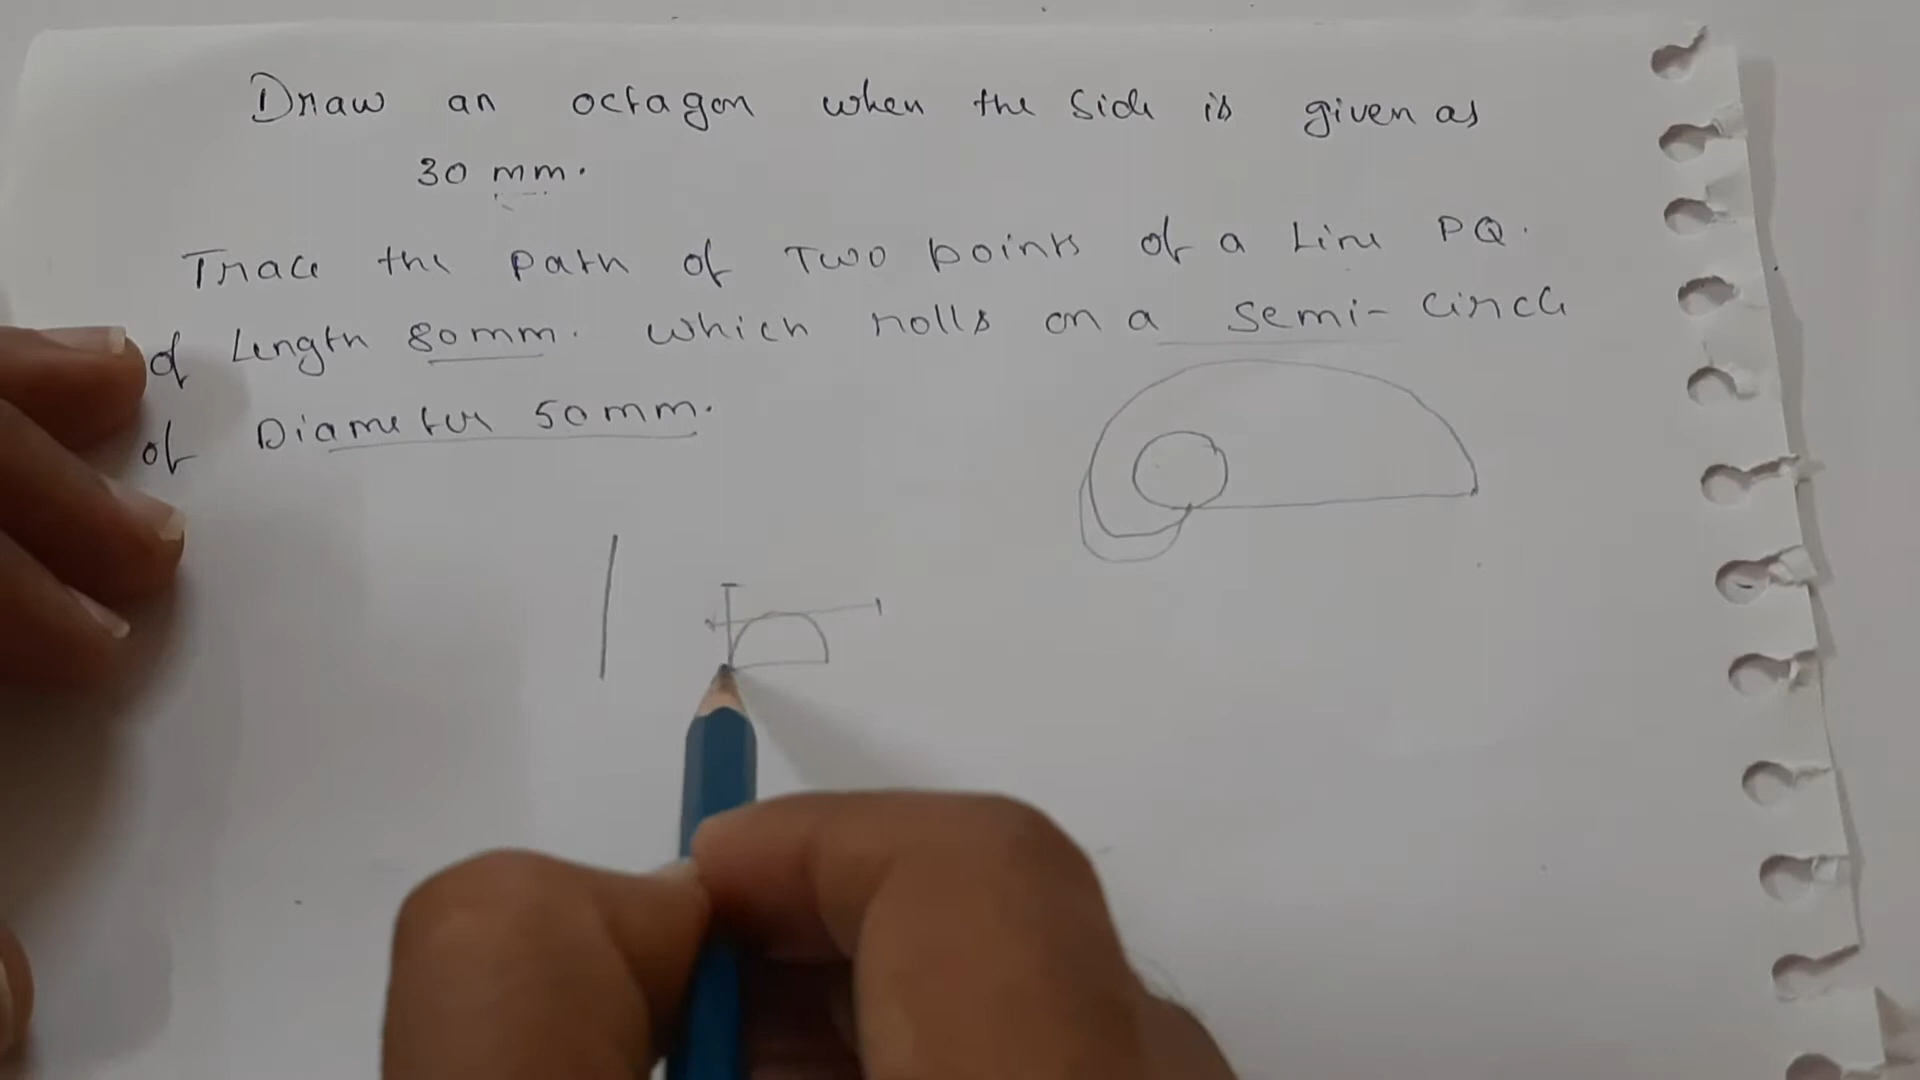 Draw an octagon when the side is given as
30 mm.
Trace the path of Two points of a Line PQ.
of Length 80mm. which rolls on a semi-circle
of Diameter 50mm.